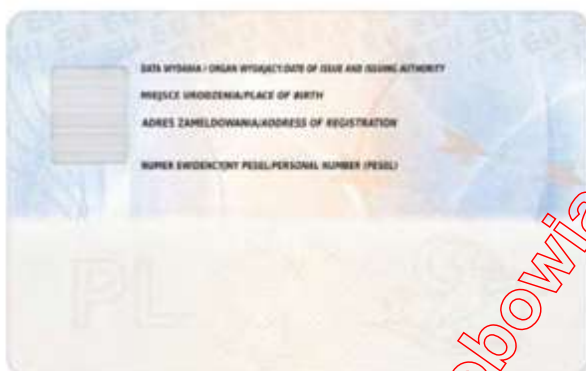 DATA WYDANIA / ORGAN WYDAJĄCY/DATE OF ISSUE AND ISSUING AUTHORITY
MIEJSCE URODZENIA/PLACE OF BIRTH
ADRES ZAMELDOWANIA/ADDRESS OF REGISTRATION
NUMER EWIDENCYJNY PESEL/PERSONAL NUMBER (PESEL)
PL
obowia